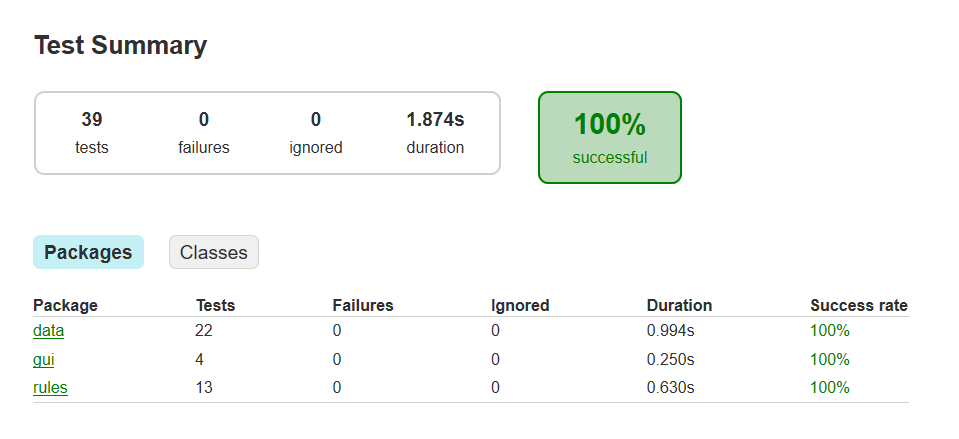 Test Summary
39 0 0 1.874s
tests failures ignored duration
100%
successful
Packages Classes
Package Tests Failures Ignored Duration Success rate
data 22 0 0 0.994s 100%
gui 4 0 0 0.250s 100%
rules 13 0 0 0.630s 100%